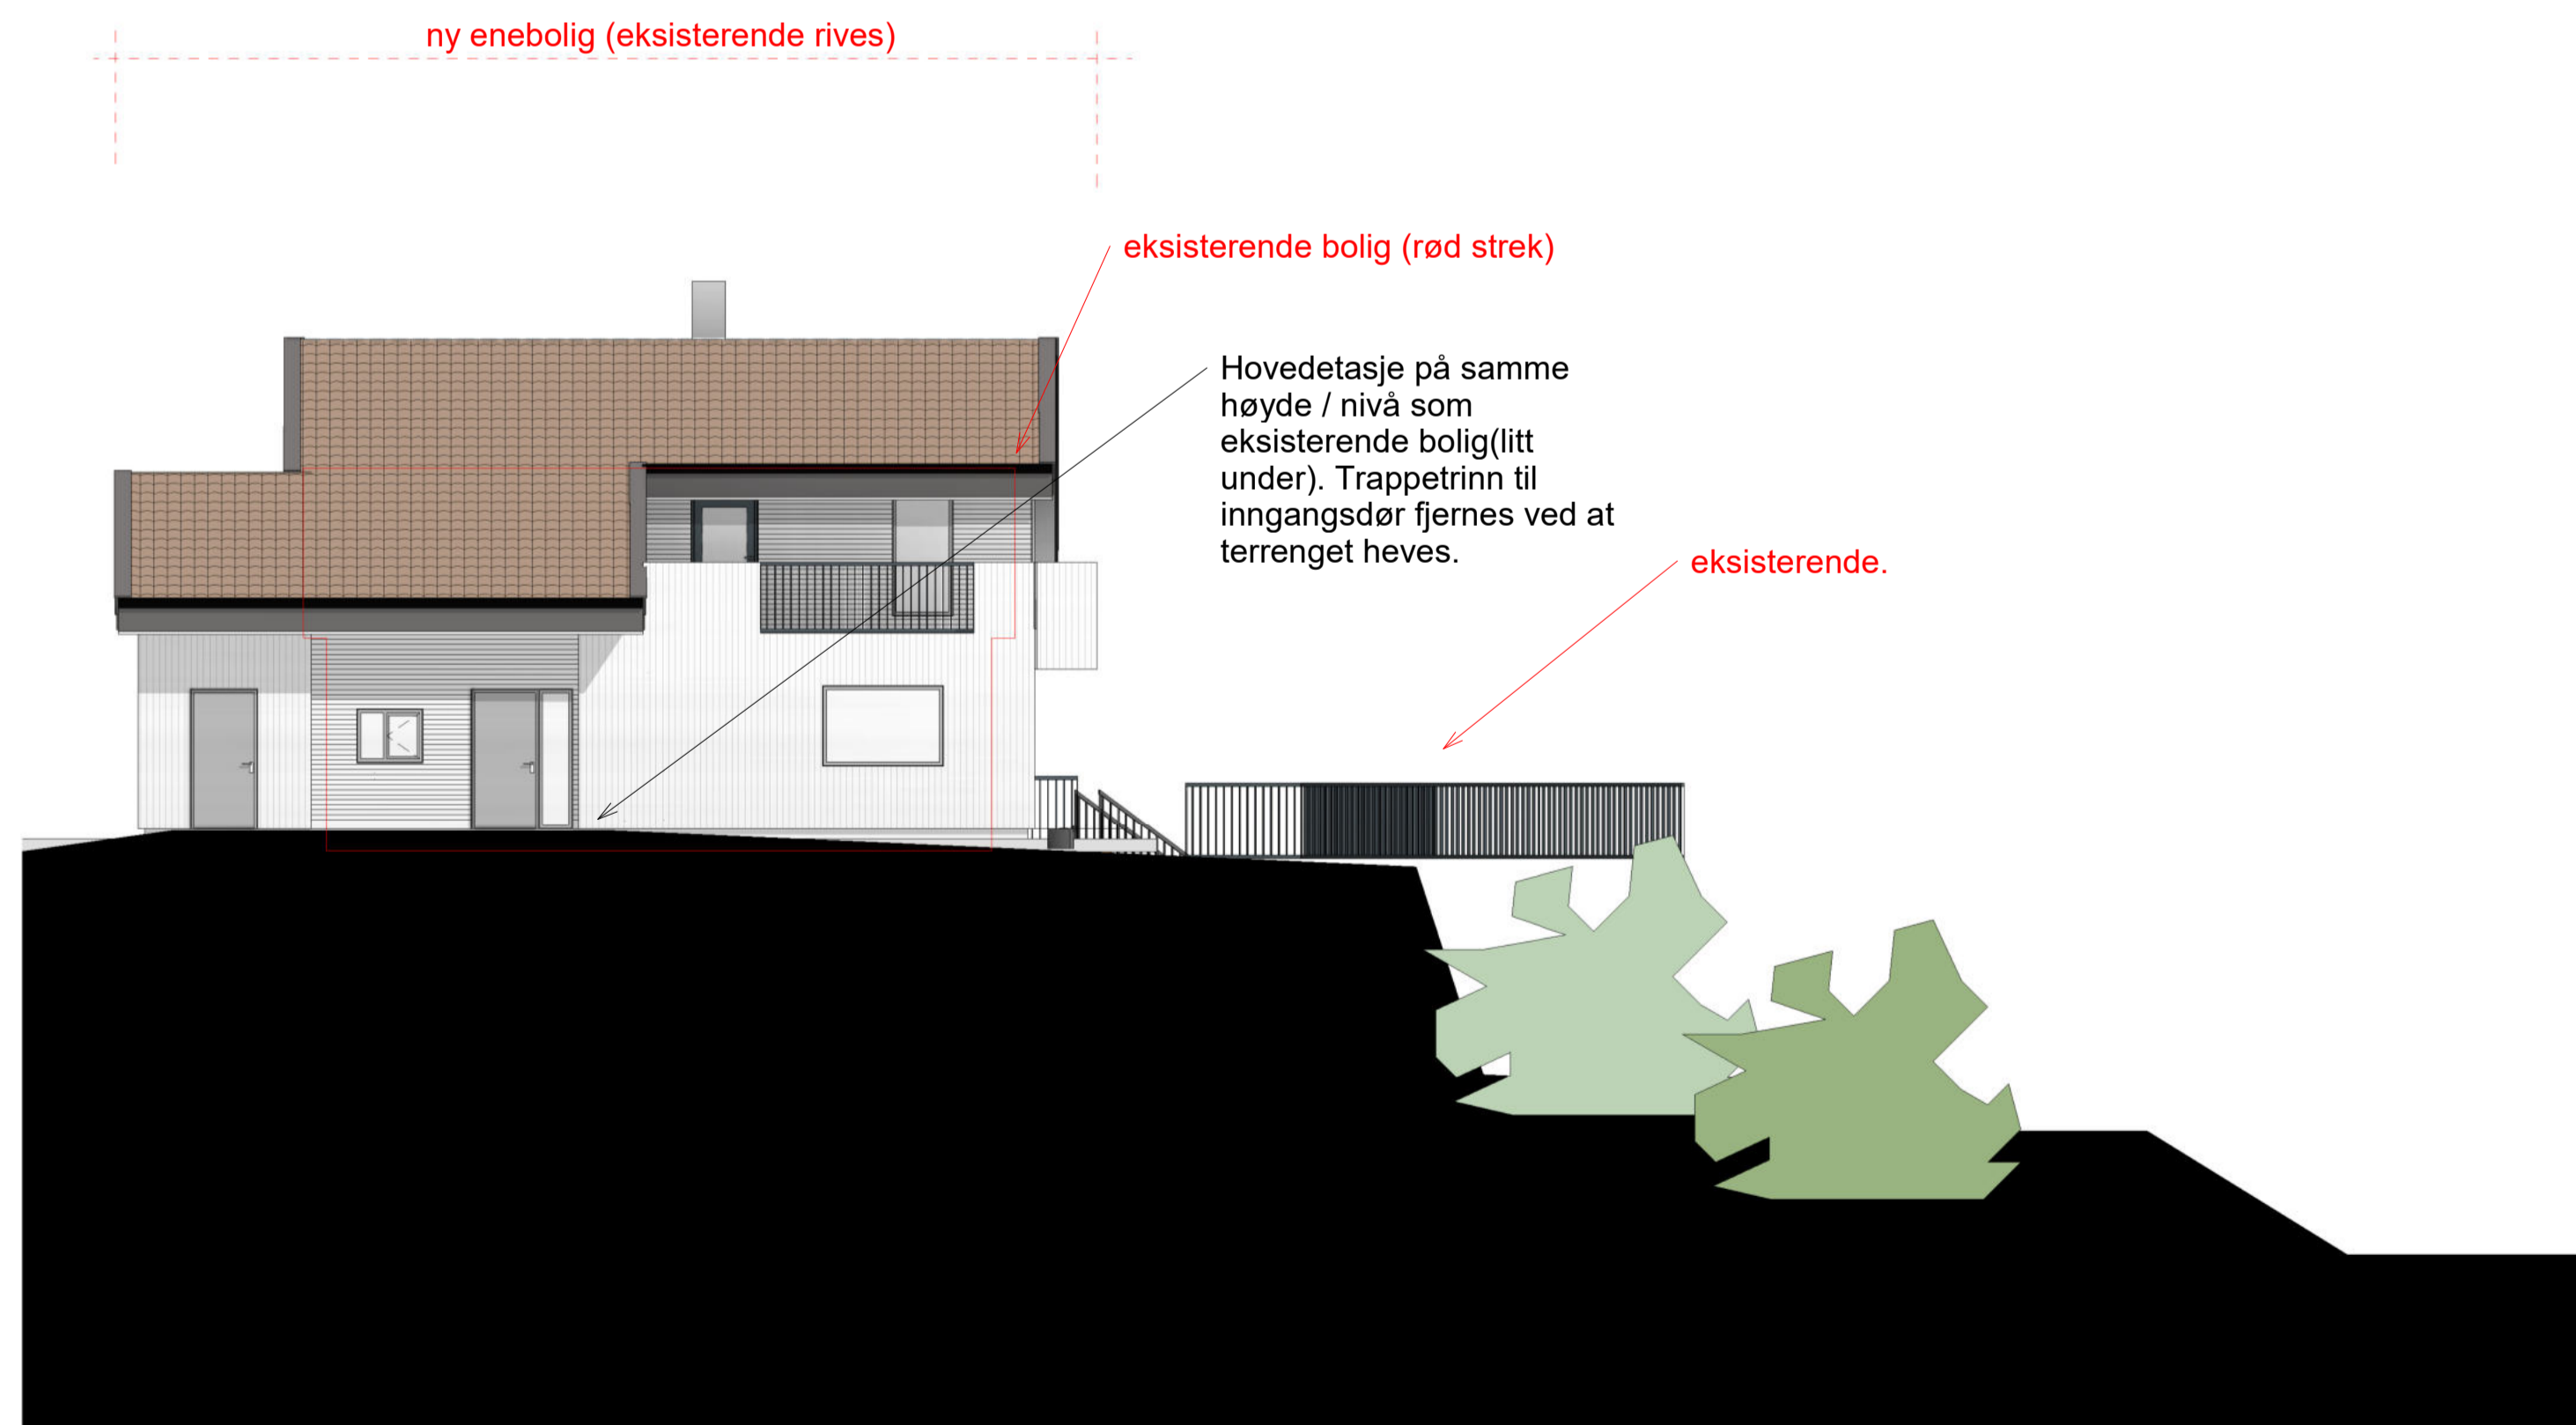 ny enebolig (eksisterende rives)
eksisterende bolig (rød strek)
Hovedetasje på samme
høyde / nivå som
eksisterende bolig(litt
under). Trappetrinn til
inngangsdør fjernes ved at
terrenget heves.
eksisterende.